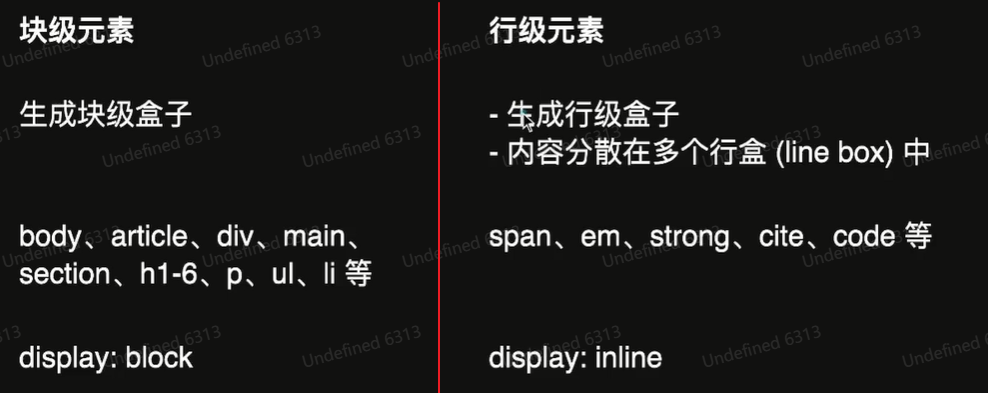 块级元素
生成块级盒子
body、article、div、main、
section、h1-6、p、ul、li 等
display: block
行级元素
- 生成行级盒子
- 内容分散在多个行盒 (line box) 中
span、em、strong、cite、code 等
display: inline
Undefined 6313